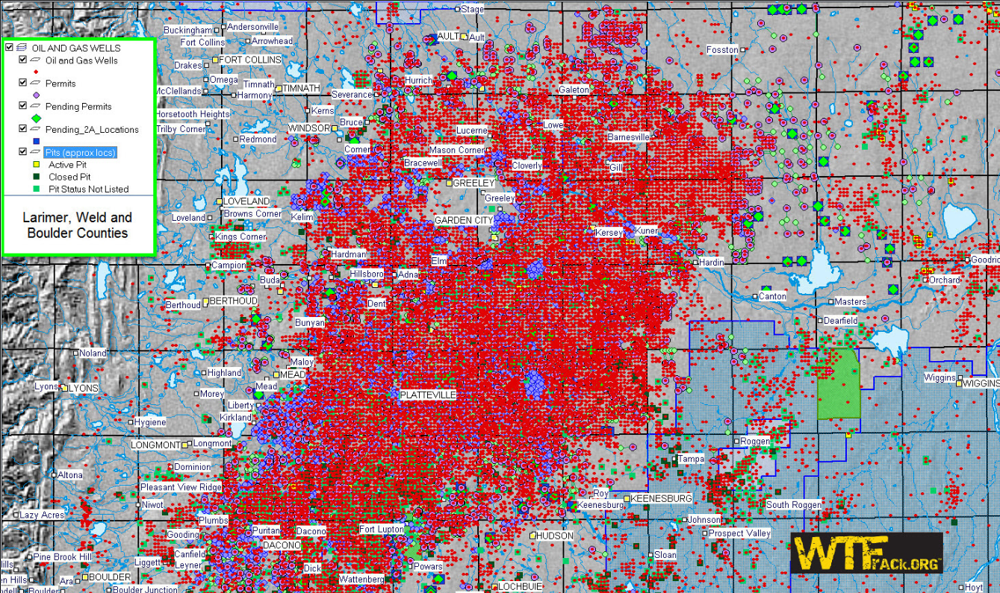 OIL AND GAS WELLS
Oil and Gas Wells
Permits
Pending Permits
Pending_2A_Locations
Pits (approx locs)
Active Pit
Closed Pit
Pit Status Not Listed
Larimer, Weld and
Boulder Counties
Stage
Buckingham
Andersonville
Fort Collins
Arrowhead
AULT
Ault
Fosston
FORT COLLINS
Drakes
Omega
Timnath
TIMNATH
Hurrich
McClellands
Harmony
Severance
Galeton
Kerns
Horsetooth Heights
Trilby Corner
WINDSOR
Bruce
Lucerne
Lowe
Redmond
Barnesville
Comer
Mason Corner
Bracewell
Cloverly
Gill
GREELEY
Greeley
LOVELAND
Browns Corner
Loveland
Kelim
GARDEN CITY
Kings Corner
Kersey
Kuner
Hardman
Elm
Hardin
Goodric
Campion
Hillsboro
Adna
Buda
Orchard
Canton
Masters
Berthoud
BERTHOUD
Dent
Bunyan
Dearfield
Noland
Maloy
Highland
MEAD
Mead
Wiggins
WIGGINS
Lyons
LYONS
Morey
PLATTEVILLE
Liberty
Kirkland
Hygiene
LONGMONT
Longmont
Roggen
Tampa
Dominion
Altona
Pleasant View Ridge
Roy
KEENESBURG
Keenesburg
Niwot
South Roggen
Lazy Acres
Plumbs
Johnson
Gooding
Puritan
Dacono
Fort Lupton
HUDSON
Prospect Valley
DACONO
Pine Brook Hill
Canfield
Liggett
Leyner
Sloan
Hills
Dick
Powars
en Hills
Ara
BOULDER
Wattenberg
Boulder
Boulder Junction
LOCHBUIE
Hoyt
WTFRACK.ORG